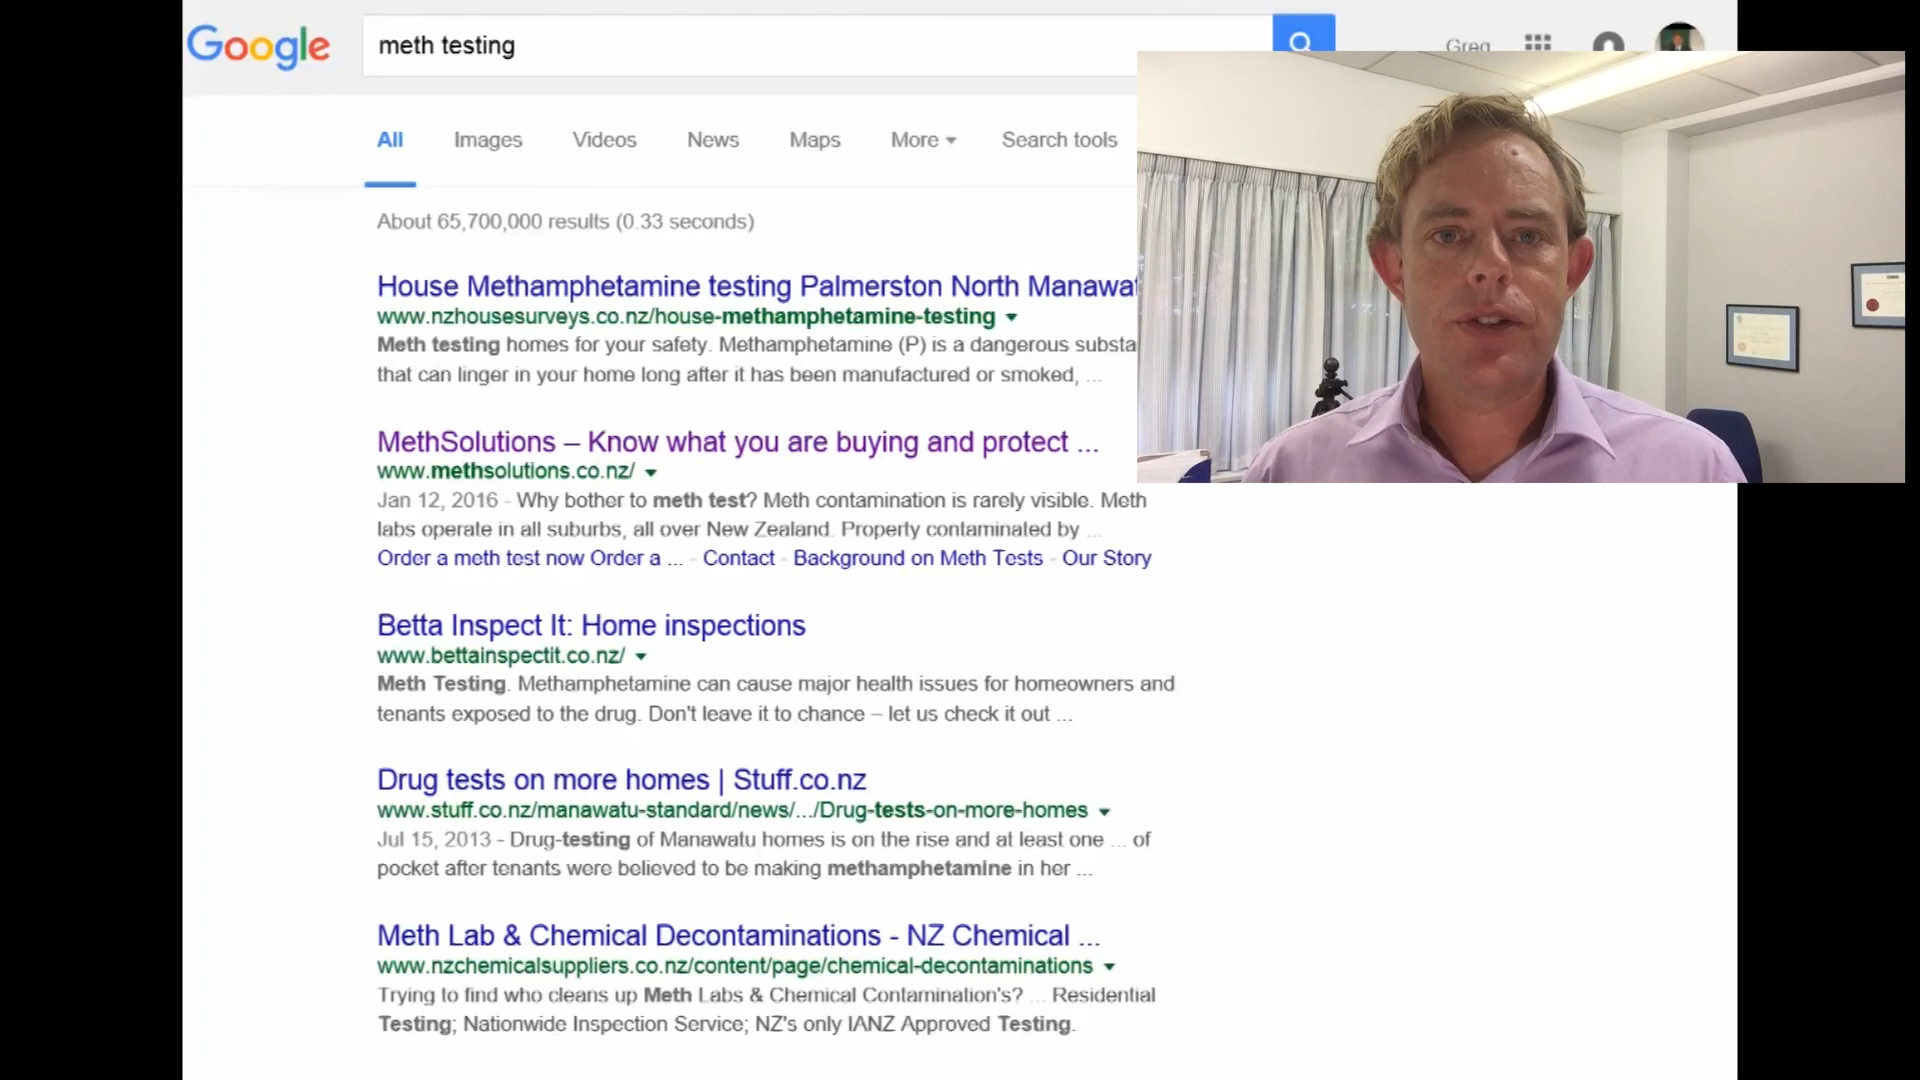 Google
meth testing
Greg
All Images Videos News Maps More Search tools
About 65,700,000 results (0.33 seconds)
House Methamphetamine testing Palmerston North Manawat
www.nzhousesurveys.co.nz/house-methamphetamine-testing
Meth testing homes for your safety. Methamphetamine (P) is a dangerous substa
that can linger in your home long after it has been manufactured or smoked, ...
MethSolutions – Know what you are buying and protect ...
www.methsolutions.co.nz/
Jan 12, 2016 - Why bother to meth test? Meth contamination is rarely visible. Meth
labs operate in all suburbs, all over New Zealand. Property contaminated by ...
Order a meth test now Order a ... - Contact - Background on Meth Tests - Our Story
Betta Inspect It: Home inspections
www.bettainspectit.co.nz/
Meth Testing. Methamphetamine can cause major health issues for homeowners and
tenants exposed to the drug. Don't leave it to chance – let us check it out ...
Drug tests on more homes | Stuff.co.nz
www.stuff.co.nz/manawatu-standard/news/.../Drug-tests-on-more-homes
Jul 15, 2013 - Drug-testing of Manawatu homes is on the rise and at least one ... of
pocket after tenants were believed to be making methamphetamine in her ...
Meth Lab & Chemical Decontaminations - NZ Chemical ...
www.nzchemicalsuppliers.co.nz/content/page/chemical-decontaminations
Trying to find who cleans up Meth Labs & Chemical Contamination's? ... Residential
Testing; Nationwide Inspection Service; NZ's only IANZ Approved Testing.